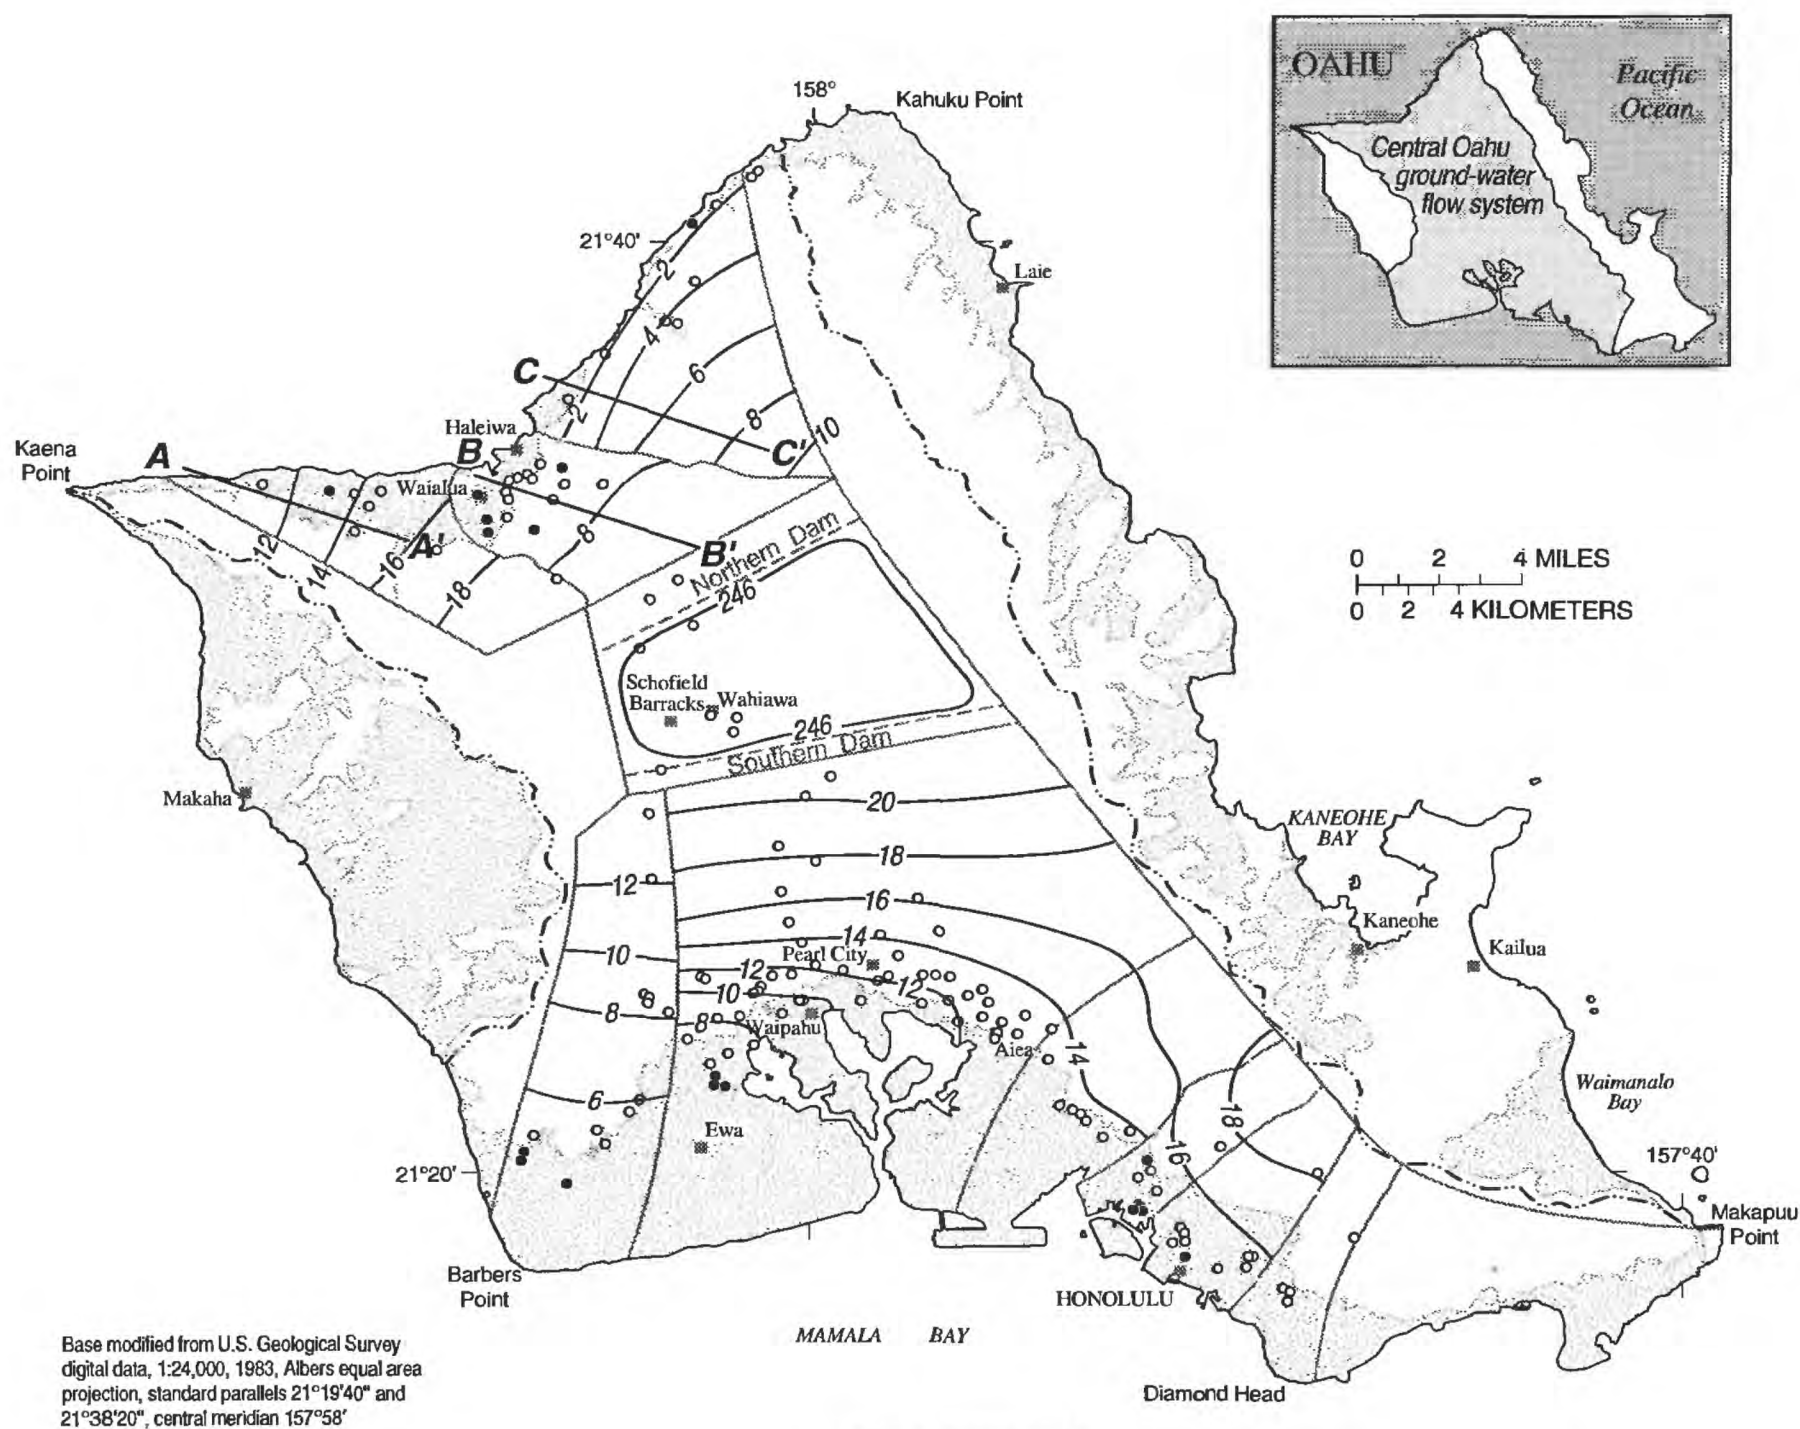 OAHU
Pacific
Ocean
Central Oahu
ground-water
flow system
158°
Kahuku Point
21°40'
Laie
2
4
C
6
2
8
10
Haleiwa
C'
Kaena
Point
A
B
Waialua
8
A'
B'
12
14
16
18
Northern Dam
246
0 2 4 MILES
0 2 4 KILOMETERS
Schofield
Barracks
Wahiawa
246
Southern Dam
Makaha
20
KANEOHE
BAY
18
12
16
Kaneohe
14
Pearl City
10
Kailua
12
12
10
8
8
Waipahu
Aiea
14
Waimanalo
Bay
6
18
Ewa
16
21°20'
157°40'
Makapuu
Point
Barbers
Point
HONOLULU
MAMALA BAY
Diamond Head
Base modified from U.S. Geological Survey
digital data, 1:24,000, 1983, Albers equal area
projection, standard parallels 21°19'40" and
21°38'20", central meridian 157°58'